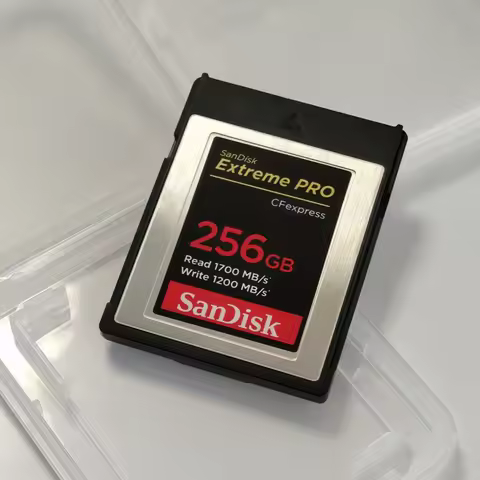 SanDisk
Extreme PRO
CFexpress
256GB
Read 1700 MB/s*
Write 1200 MB/s*
SanDisk